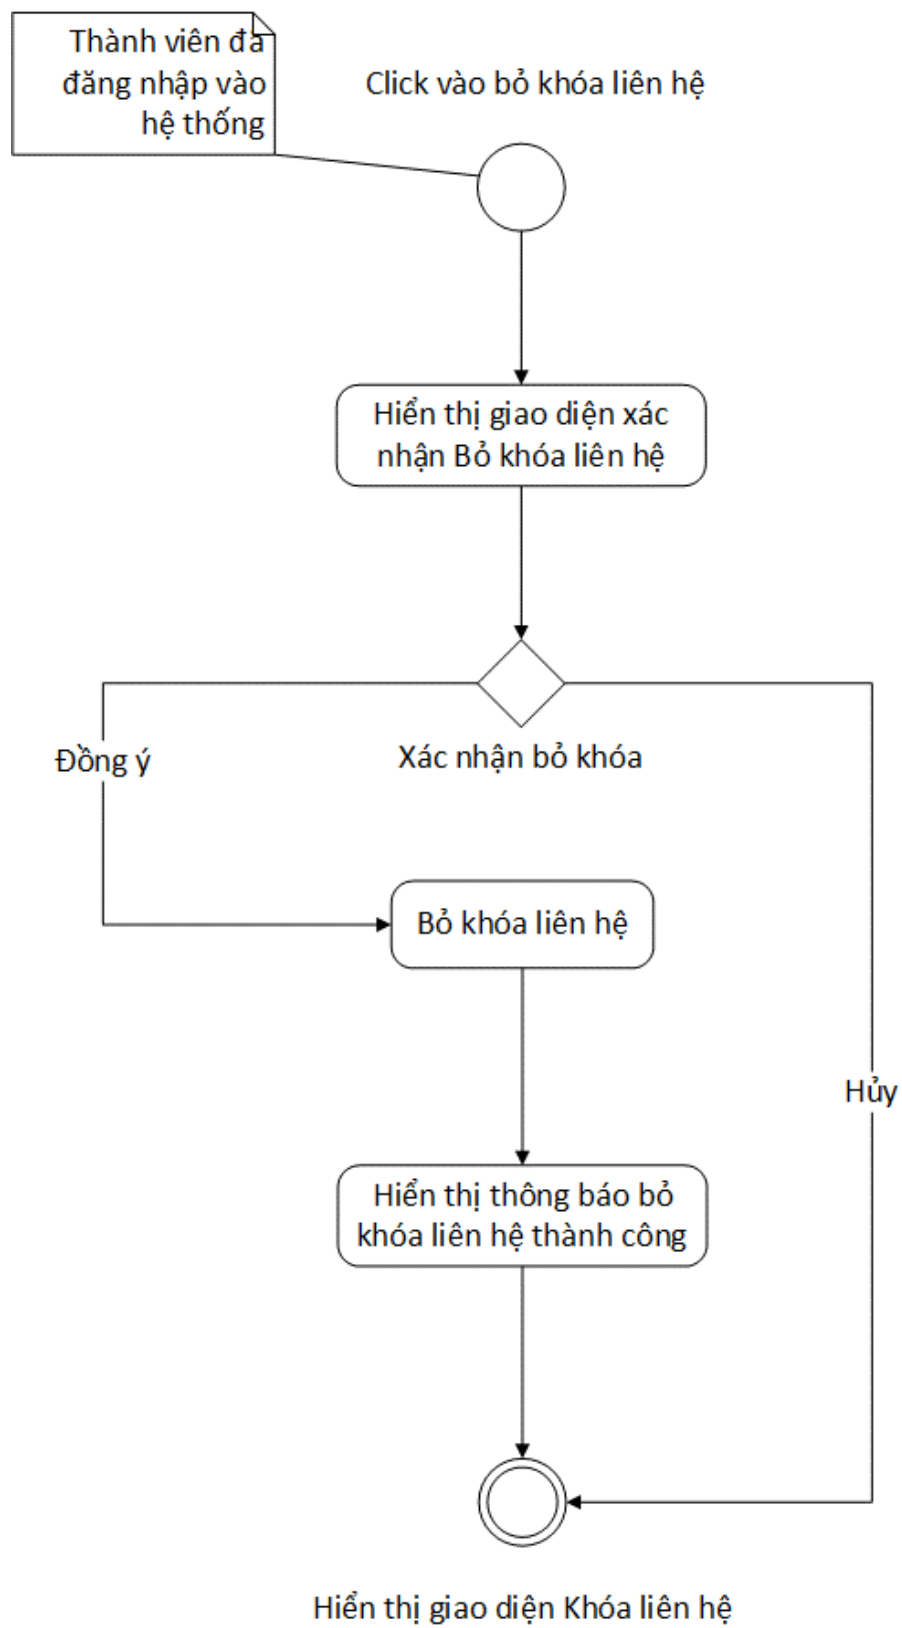 Thành viên đã
đăng nhập vào
hệ thống
Click vào bỏ khóa liên hệ
Hiển thị giao diện xác
nhận Bỏ khóa liên hệ
Đồng ý
Xác nhận bỏ khóa
Bỏ khóa liên hệ
Hủy
Hiển thị thông báo bỏ
khóa liên hệ thành công
Hiển thị giao diện Khóa liên hệ